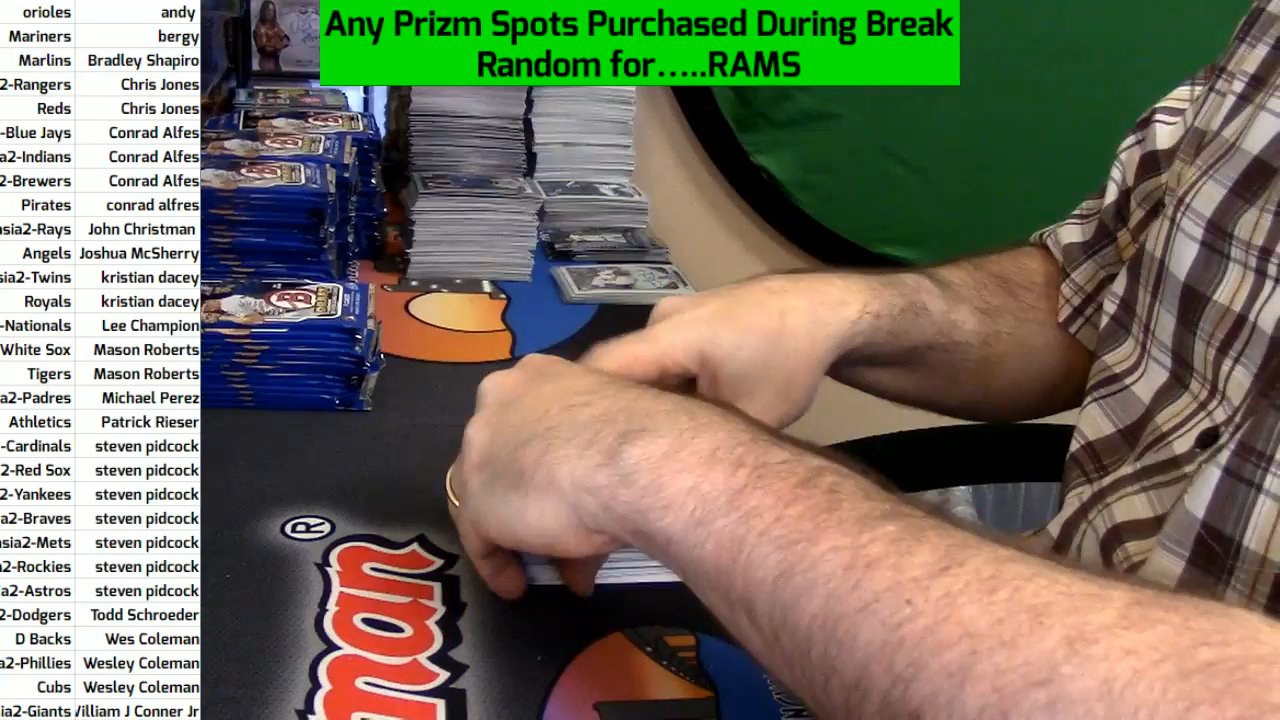 Any Prizm Spots Purchased During Break
Random for.....RAMS
orioles andy
Mariners bergy
Marlins Bradley Shapiro
2-Rangers Chris Jones
Reds Chris Jones
-Blue Jays Conrad Alfes
a2-Indians Conrad Alfes
2-Brewers Conrad Alfes
Pirates conrad alfres
asia2-Rays John Christman
Angels Joshua McSherry
sia2-Twins kristian dacey
Royals kristian dacey
-Nationals Lee Champion
White Sox Mason Roberts
Tigers Mason Roberts
a2-Padres Michael Perez
Athletics Patrick Rieser
-Cardinals steven pidcock
2-Red Sox steven pidcock
2-Yankees steven pidcock
a2-Braves steven pidcock
sia2-Mets steven pidcock
a2-Rockies steven pidcock
ia2-Astros steven pidcock
2-Dodgers Todd Schroeder
D Backs Wes Coleman
a2-Phillies Wesley Coleman
Cubs Wesley Coleman
sia2-Giants William J Conner Jr
man ®